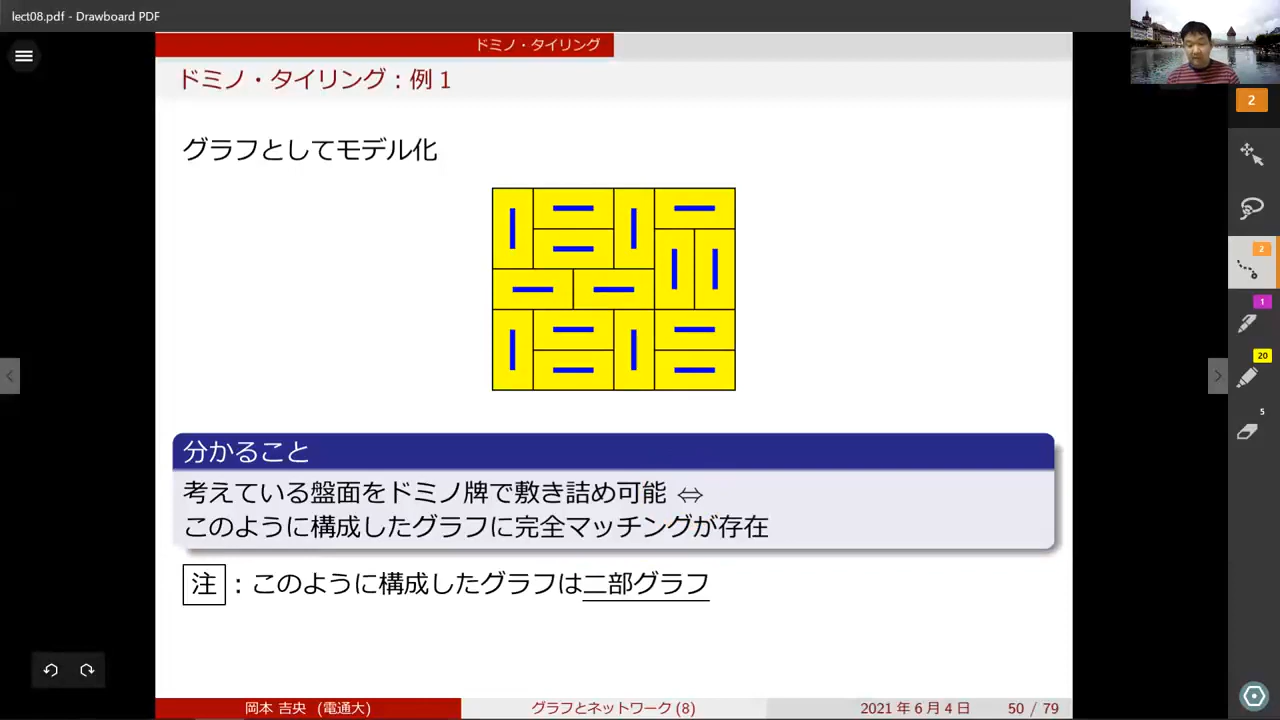 lect08.pdf - Drawboard PDF
ドミノ・タイリング
ドミノ・タイリング : 例 1
2
グラフとしてモデル化
2
1
20
5
分かること
考えている盤面をドミノ牌で敷き詰め可能 ⇔
このように構成したグラフに完全マッチングが存在
注 : このように構成したグラフは二部グラフ
岡本 吉央 (電通大) グラフとネットワーク (8) 2021 年 6 月 4 日 50 / 79